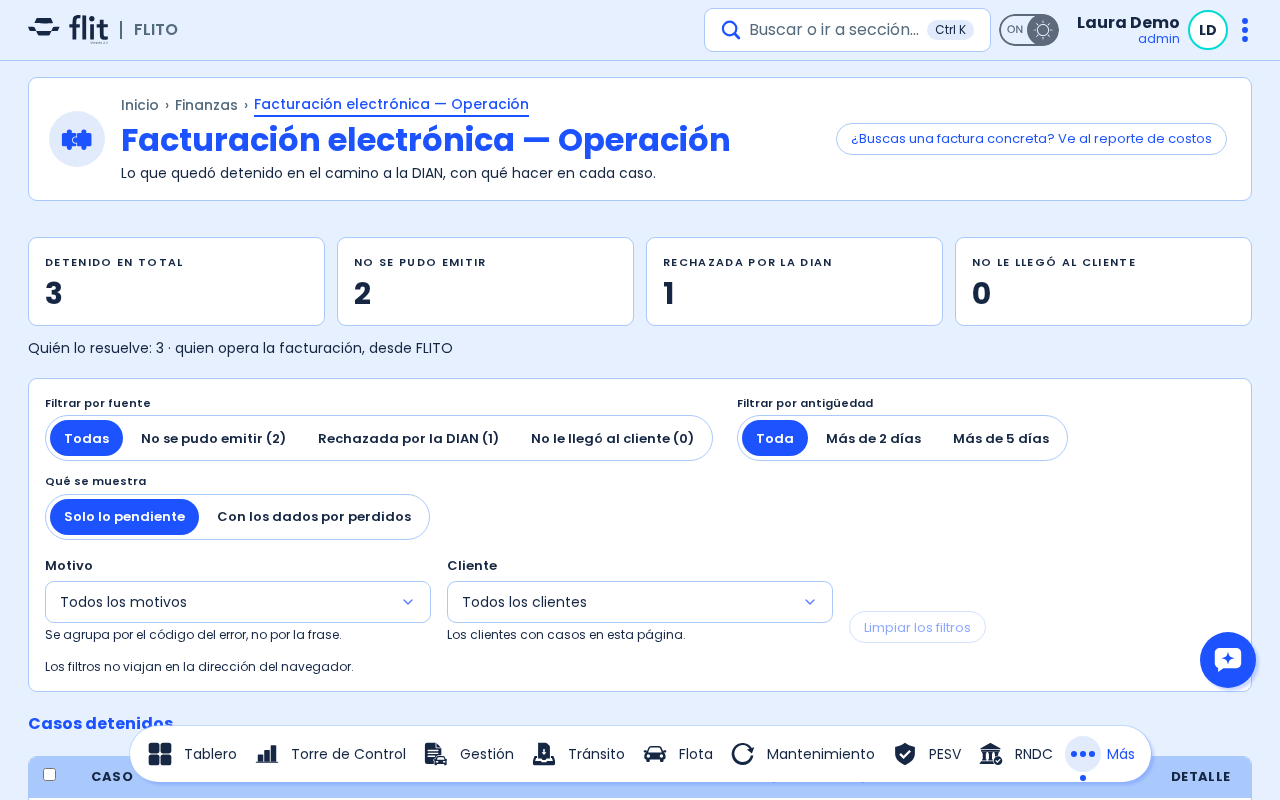 flit FLITO
Buscar o ir a sección... Ctrl K
ON
Laura Demo
admin
LD
Inicio › Finanzas › Facturación electrónica — Operación
Facturación electrónica — Operación
Lo que quedó detenido en el camino a la DIAN, con qué hacer en cada caso.
¿Buscas una factura concreta? Ve al reporte de costos
DETENIDO EN TOTAL
3
NO SE PUDO EMITIR
2
RECHAZADA POR LA DIAN
1
NO LE LLEGÓ AL CLIENTE
0
Quién lo resuelve: 3 · quien opera la facturación, desde FLITO
Filtrar por fuente
Todas No se pudo emitir (2) Rechazada por la DIAN (1) No le llegó al cliente (0)
Filtrar por antigüedad
Toda Más de 2 días Más de 5 días
Qué se muestra
Solo lo pendiente Con los dados por perdidos
Motivo
Todos los motivos
Se agrupa por el código del error, no por la frase.
Cliente
Todos los clientes
Los clientes con casos en esta página.
Limpiar los filtros
Los filtros no viajan en la dirección del navegador.
Casos detenidos
CASO DETALLE
Tablero Torre de Control Gestión Tránsito Flota Mantenimiento PESV RNDC Más